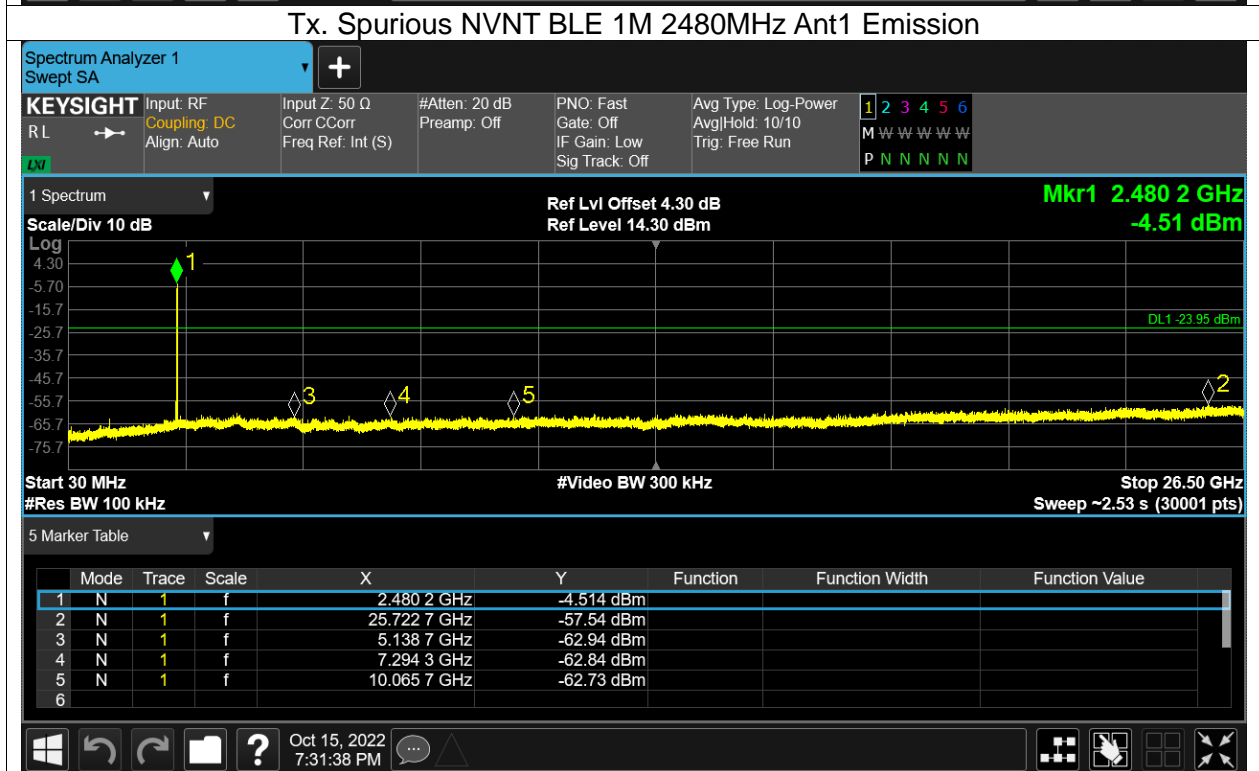 Tx. Spurious NVNT BLE 1M 2480MHz Ant1 Emission
Spectrum Analyzer 1
Swept SA
+
KEYSIGHT
R L
LXI
Input: RF
Coupling: DC
Align: Auto
Input Z: 50 Ω
Corr CCorr
Freq Ref: Int (S)
#Atten: 20 dB
Preamp: Off
PNO: Fast
Gate: Off
IF Gain: Low
Sig Track: Off
Avg Type: Log-Power
Avg|Hold: 10/10
Trig: Free Run
1 2 3 4 5 6
M W W W W W
P N N N N N
1 Spectrum
Scale/Div 10 dB
Ref Lvl Offset 4.30 dB
Ref Level 14.30 dBm
Mkr1 2.480 2 GHz
-4.51 dBm
Log
4.30
-5.70
-15.7
-25.7
-35.7
-45.7
-55.7
-65.7
-75.7
1
DL1 -23.95 dBm
3
4
5
2
Start 30 MHz
#Res BW 100 kHz
#Video BW 300 kHz
Stop 26.50 GHz
Sweep ~2.53 s (30001 pts)
5 Marker Table
Mode Trace Scale X Y Function Function Width Function Value
1 N 1 f 2.480 2 GHz -4.514 dBm
2 N 1 f 25.722 7 GHz -57.54 dBm
3 N 1 f 5.138 7 GHz -62.94 dBm
4 N 1 f 7.294 3 GHz -62.84 dBm
5 N 1 f 10.065 7 GHz -62.73 dBm
6
?
Oct 15, 2022
7:31:38 PM